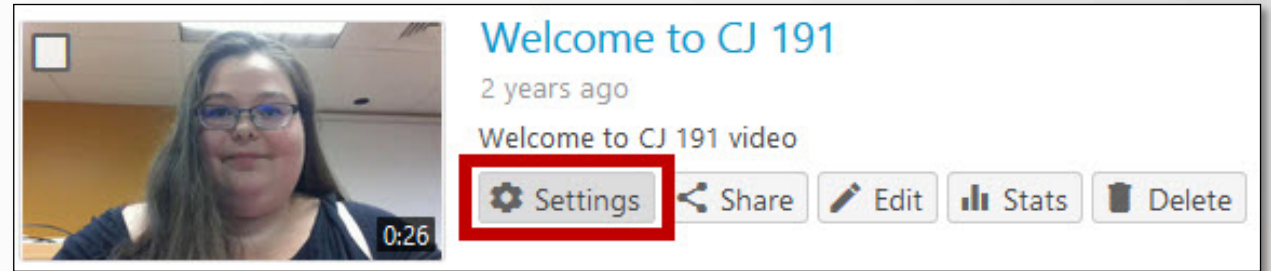 Welcome to CJ 191
2 years ago
Welcome to CJ 191 video
Settings Share Edit Stats Delete
0:26